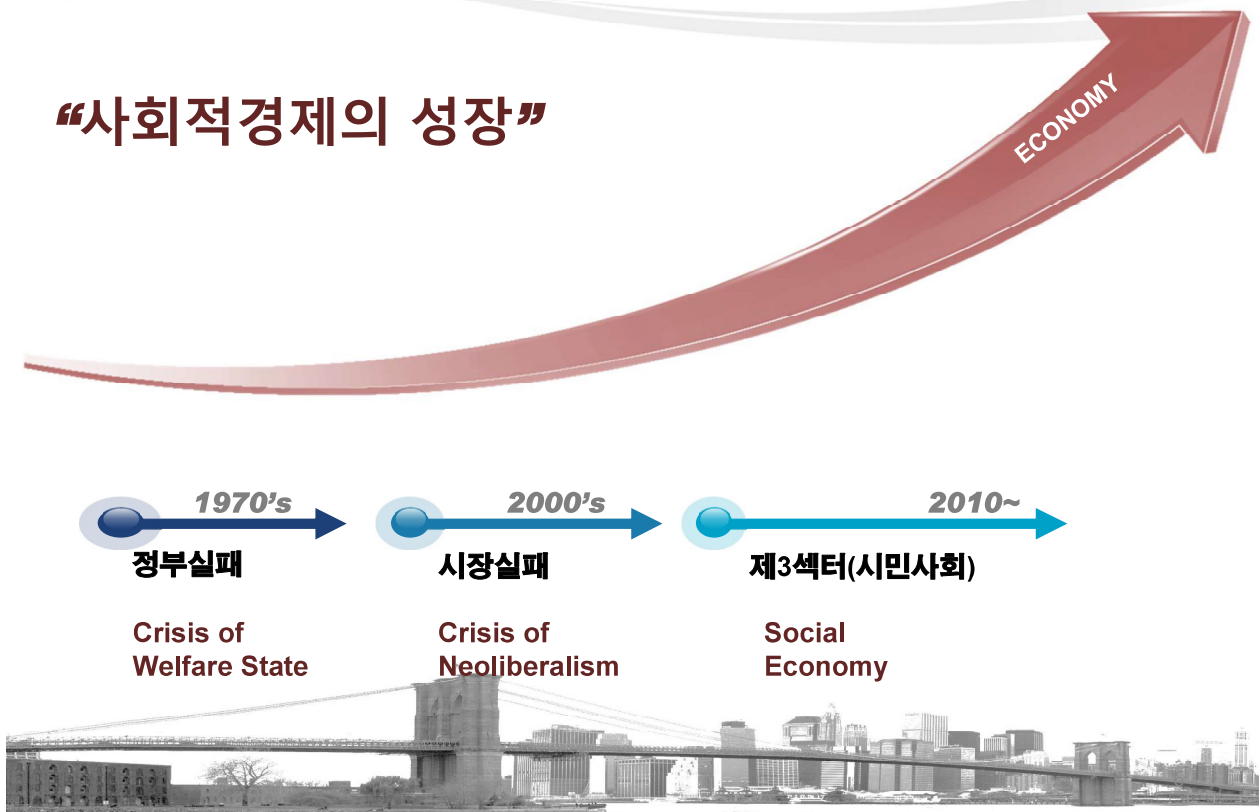 “사회적경제의 성장”
ECONOMY
1970’s
2000’s
2010~
정부실패
시장실패
제3섹터(시민사회)
Crisis of
Welfare State
Crisis of
Neoliberalism
Social
Economy